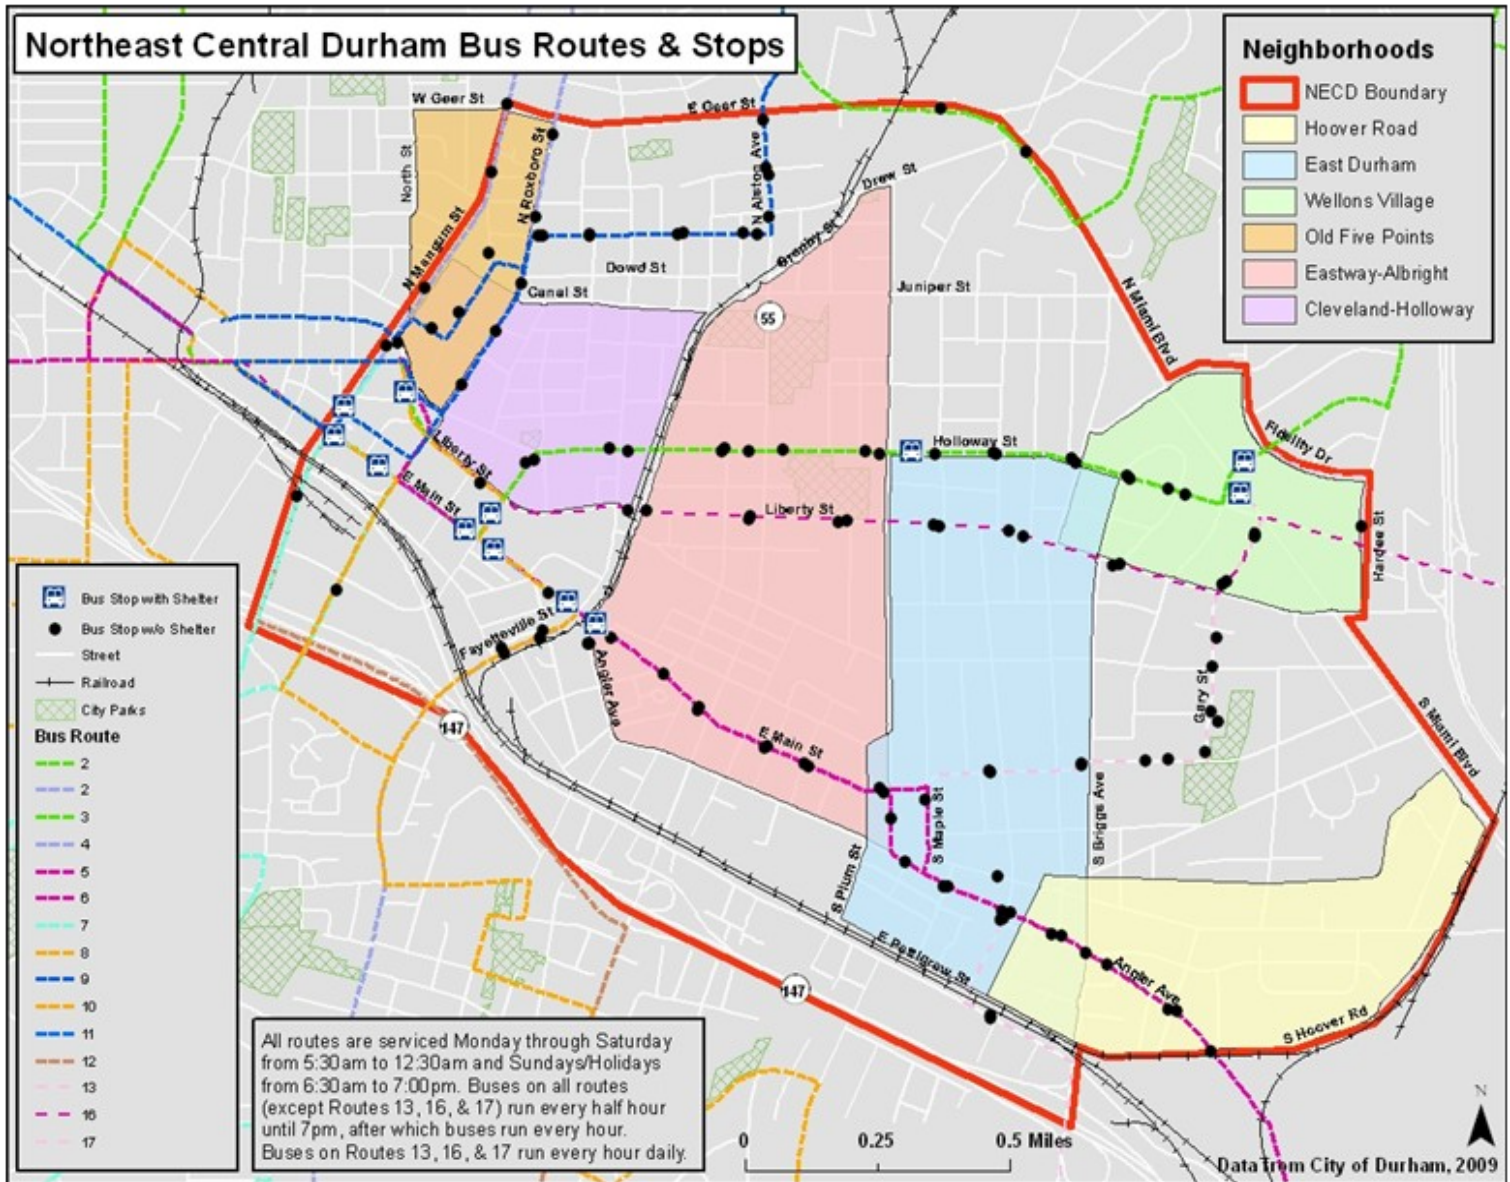 Northeast Central Durham Bus Routes & Stops
Neighborhoods
NECD Boundary
Hoover Road
East Durham
Wellons Village
Old Five Points
Eastway-Albright
Cleveland-Holloway
W Geer St
E Geer St
North St
N Roxboro St
N Mangum St
N Alston Ave
Drew St
Granby St
Dowd St
Canal St
Juniper St
55
N Miami Blvd
Fidelity Dr
Holloway St
Liberty St
E Main St
Liberty St
Hardee St
Fayetteville St
Angier Ave
E Main St
Gary St
S Miami Blvd
147
S Maple St
S Briggs Ave
S Plum St
E Pettigrew St
147
Angier Ave
S Hoover Rd
Bus Stop with Shelter
Bus Stop w/o Shelter
Street
Railroad
City Parks
Bus Route
2
2
3
4
5
6
7
8
9
10
11
12
13
16
17
All routes are serviced Monday through Saturday
from 5:30am to 12:30am and Sundays/Holidays
from 6:30am to 7:00pm. Buses on all routes
(except Routes 13, 16, & 17) run every half hour
until 7pm, after which buses run every hour.
Buses on Routes 13, 16, & 17 run every hour daily.
0 0.25 0.5 Miles
N
Data from City of Durham, 2009